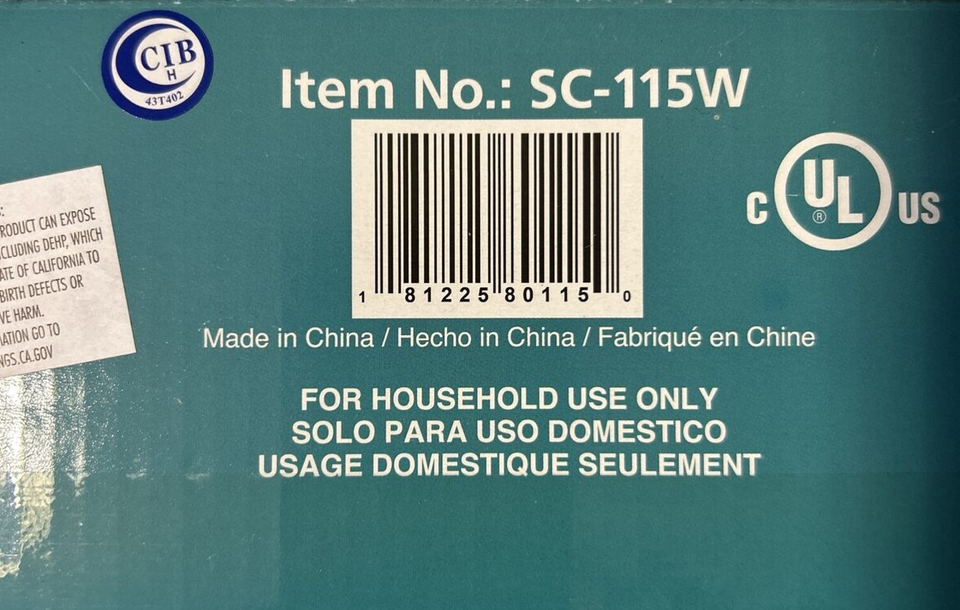 CIB
H
43T402
Item No.: SC-115W
C UL US
®
:
RODUCT CAN EXPOSE
CLUDING DEHP, WHICH
ATE OF CALIFORNIA TO
BIRTH DEFECTS OR
VE HARM.
ATION GO TO
NGS.CA.GOV
1 81225 80115 0
Made in China / Hecho in China / Fabriqué en Chine
FOR HOUSEHOLD USE ONLY
SOLO PARA USO DOMESTICO
USAGE DOMESTIQUE SEULEMENT